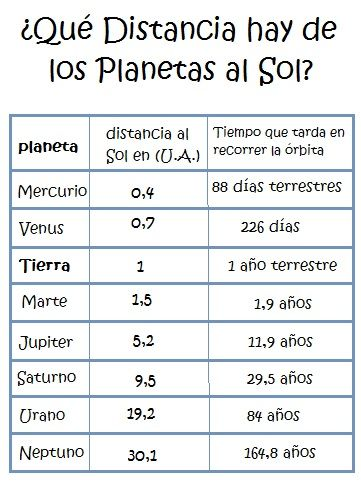 ¿Qué Distancia hay de
los Planetas al Sol?
planeta
distancia al
Sol en (U.A.)
Tiempo que tarda en
recorrer la órbita
Mercurio 0,4 88 días terrestres
Venus 0,7 226 días
Tierra 1 1 año terrestre
Marte 1,5 1,9 años
Jupiter 5,2 11,9 años
Saturno 9,5 29,5 años
Urano 19,2 84 años
Neptuno 30,1 164,8 años